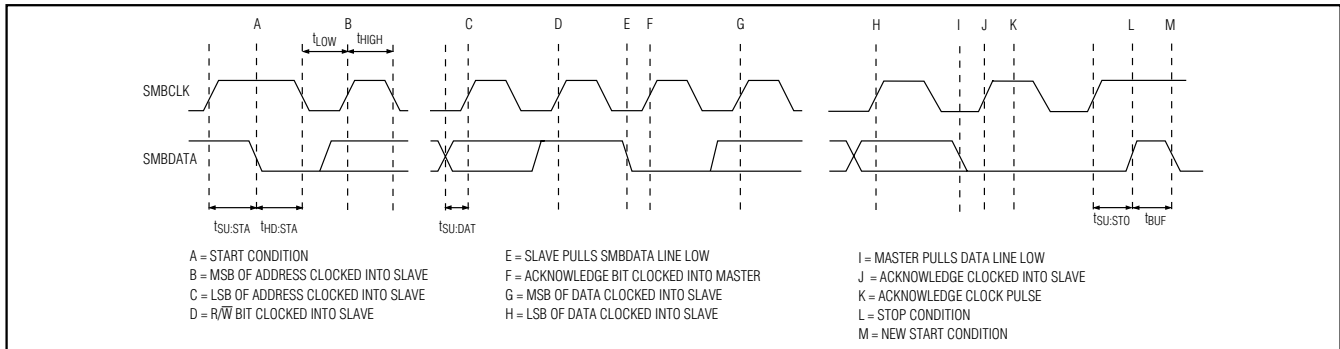 A B C D E F G H I J K L M
tLOW tHIGH
SMBCLK
SMBDATA
tSU:STA tHD:STA tSU:DAT tSU:STO tBUF
A = START CONDITION
B = MSB OF ADDRESS CLOCKED INTO SLAVE
C = LSB OF ADDRESS CLOCKED INTO SLAVE
D = R/W̅ BIT CLOCKED INTO SLAVE
E = SLAVE PULLS SMBDATA LINE LOW
F = ACKNOWLEDGE BIT CLOCKED INTO MASTER
G = MSB OF DATA CLOCKED INTO SLAVE
H = LSB OF DATA CLOCKED INTO SLAVE
I = MASTER PULLS DATA LINE LOW
J = ACKNOWLEDGE CLOCKED INTO SLAVE
K = ACKNOWLEDGE CLOCK PULSE
L = STOP CONDITION
M = NEW START CONDITION